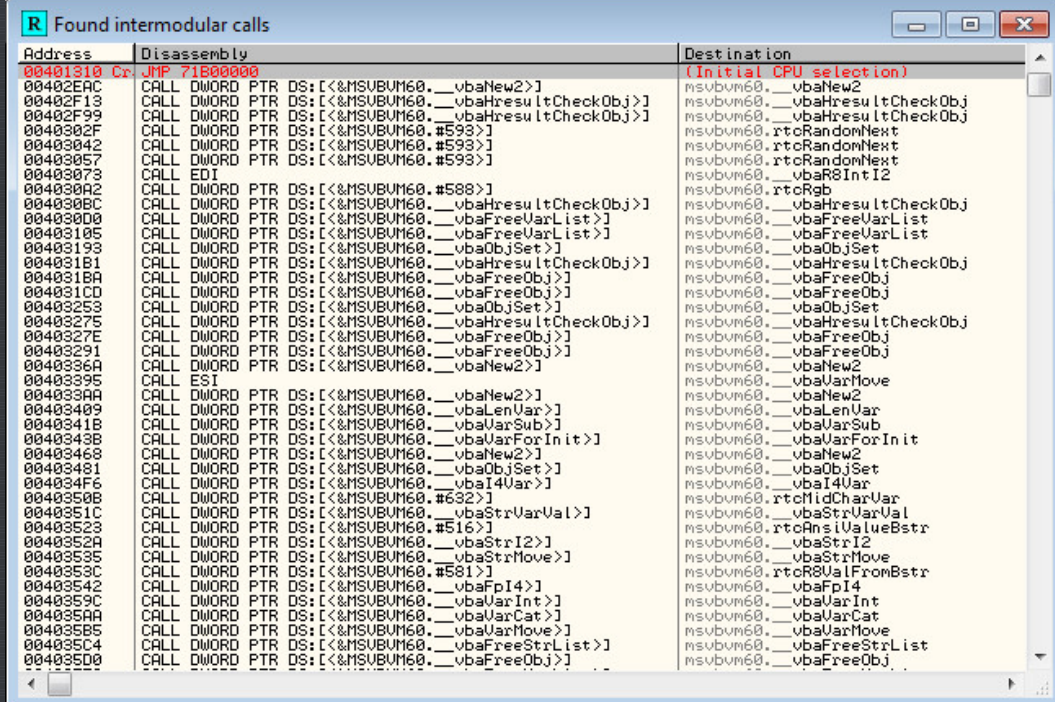 R Found intermodular calls
Address Disassembly Destination
00401310 Cr. JMP 71B00000 (Initial CPU selection)
00402EAC CALL DWORD PTR DS:[<&MSVBVM60.__vbaNew2>] msvbvm60.__vbaNew2
00402F13 CALL DWORD PTR DS:[<&MSVBVM60.__vbaHresultCheckObj>] msvbvm60.__vbaHresultCheckObj
00402F99 CALL DWORD PTR DS:[<&MSVBVM60.__vbaHresultCheckObj>] msvbvm60.__vbaHresultCheckObj
0040302F CALL DWORD PTR DS:[<&MSVBVM60.#593>] msvbvm60.rtcRandomNext
00403042 CALL DWORD PTR DS:[<&MSVBVM60.#593>] msvbvm60.rtcRandomNext
00403057 CALL DWORD PTR DS:[<&MSVBVM60.#593>] msvbvm60.rtcRandomNext
00403073 CALL EDI msvbvm60.__vbaR8IntI2
004030A2 CALL DWORD PTR DS:[<&MSVBVM60.#588>] msvbvm60.rtcRgb
004030BC CALL DWORD PTR DS:[<&MSVBVM60.__vbaHresultCheckObj>] msvbvm60.__vbaHresultCheckObj
004030D0 CALL DWORD PTR DS:[<&MSVBVM60.__vbaFreeVarList>] msvbvm60.__vbaFreeVarList
00403105 CALL DWORD PTR DS:[<&MSVBVM60.__vbaFreeVarList>] msvbvm60.__vbaFreeVarList
00403193 CALL DWORD PTR DS:[<&MSVBVM60.__vbaObjSet>] msvbvm60.__vbaObjSet
004031B1 CALL DWORD PTR DS:[<&MSVBVM60.__vbaHresultCheckObj>] msvbvm60.__vbaHresultCheckObj
004031BA CALL DWORD PTR DS:[<&MSVBVM60.__vbaFreeObj>] msvbvm60.__vbaFreeObj
004031CD CALL DWORD PTR DS:[<&MSVBVM60.__vbaFreeObj>] msvbvm60.__vbaFreeObj
00403253 CALL DWORD PTR DS:[<&MSVBVM60.__vbaObjSet>] msvbvm60.__vbaObjSet
00403275 CALL DWORD PTR DS:[<&MSVBVM60.__vbaHresultCheckObj>] msvbvm60.__vbaHresultCheckObj
0040327E CALL DWORD PTR DS:[<&MSVBVM60.__vbaFreeObj>] msvbvm60.__vbaFreeObj
00403291 CALL DWORD PTR DS:[<&MSVBVM60.__vbaFreeObj>] msvbvm60.__vbaFreeObj
0040336A CALL DWORD PTR DS:[<&MSVBVM60.__vbaNew2>] msvbvm60.__vbaNew2
00403395 CALL ESI msvbvm60.__vbaVarMove
004033AA CALL DWORD PTR DS:[<&MSVBVM60.__vbaNew2>] msvbvm60.__vbaNew2
00403409 CALL DWORD PTR DS:[<&MSVBVM60.__vbaLenVar>] msvbvm60.__vbaLenVar
0040341B CALL DWORD PTR DS:[<&MSVBVM60.__vbaVarSub>] msvbvm60.__vbaVarSub
0040343B CALL DWORD PTR DS:[<&MSVBVM60.__vbaVarForInit>] msvbvm60.__vbaVarForInit
00403468 CALL DWORD PTR DS:[<&MSVBVM60.__vbaNew2>] msvbvm60.__vbaNew2
00403481 CALL DWORD PTR DS:[<&MSVBVM60.__vbaObjSet>] msvbvm60.__vbaObjSet
004034F6 CALL DWORD PTR DS:[<&MSVBVM60.__vbaI4Var>] msvbvm60.__vbaI4Var
0040350B CALL DWORD PTR DS:[<&MSVBVM60.#632>] msvbvm60.rtcMidCharVar
0040351C CALL DWORD PTR DS:[<&MSVBVM60.__vbaStrVarVal>] msvbvm60.__vbaStrVarVal
00403523 CALL DWORD PTR DS:[<&MSVBVM60.#516>] msvbvm60.rtcAnsiValueBstr
0040352A CALL DWORD PTR DS:[<&MSVBVM60.__vbaStrI2>] msvbvm60.__vbaStrI2
00403535 CALL DWORD PTR DS:[<&MSVBVM60.__vbaStrMove>] msvbvm60.__vbaStrMove
0040353C CALL DWORD PTR DS:[<&MSVBVM60.#581>] msvbvm60.rtcR8ValFromBstr
00403542 CALL DWORD PTR DS:[<&MSVBVM60.__vbaFpI4>] msvbvm60.__vbaFpI4
0040359C CALL DWORD PTR DS:[<&MSVBVM60.__vbaVarInt>] msvbvm60.__vbaVarInt
004035AA CALL DWORD PTR DS:[<&MSVBVM60.__vbaVarCat>] msvbvm60.__vbaVarCat
004035B5 CALL DWORD PTR DS:[<&MSVBVM60.__vbaVarMove>] msvbvm60.__vbaVarMove
004035C4 CALL DWORD PTR DS:[<&MSVBVM60.__vbaFreeStrList>] msvbvm60.__vbaFreeStrList
004035D0 CALL DWORD PTR DS:[<&MSVBVM60.__vbaFreeObj>] msvbvm60.__vbaFreeObj